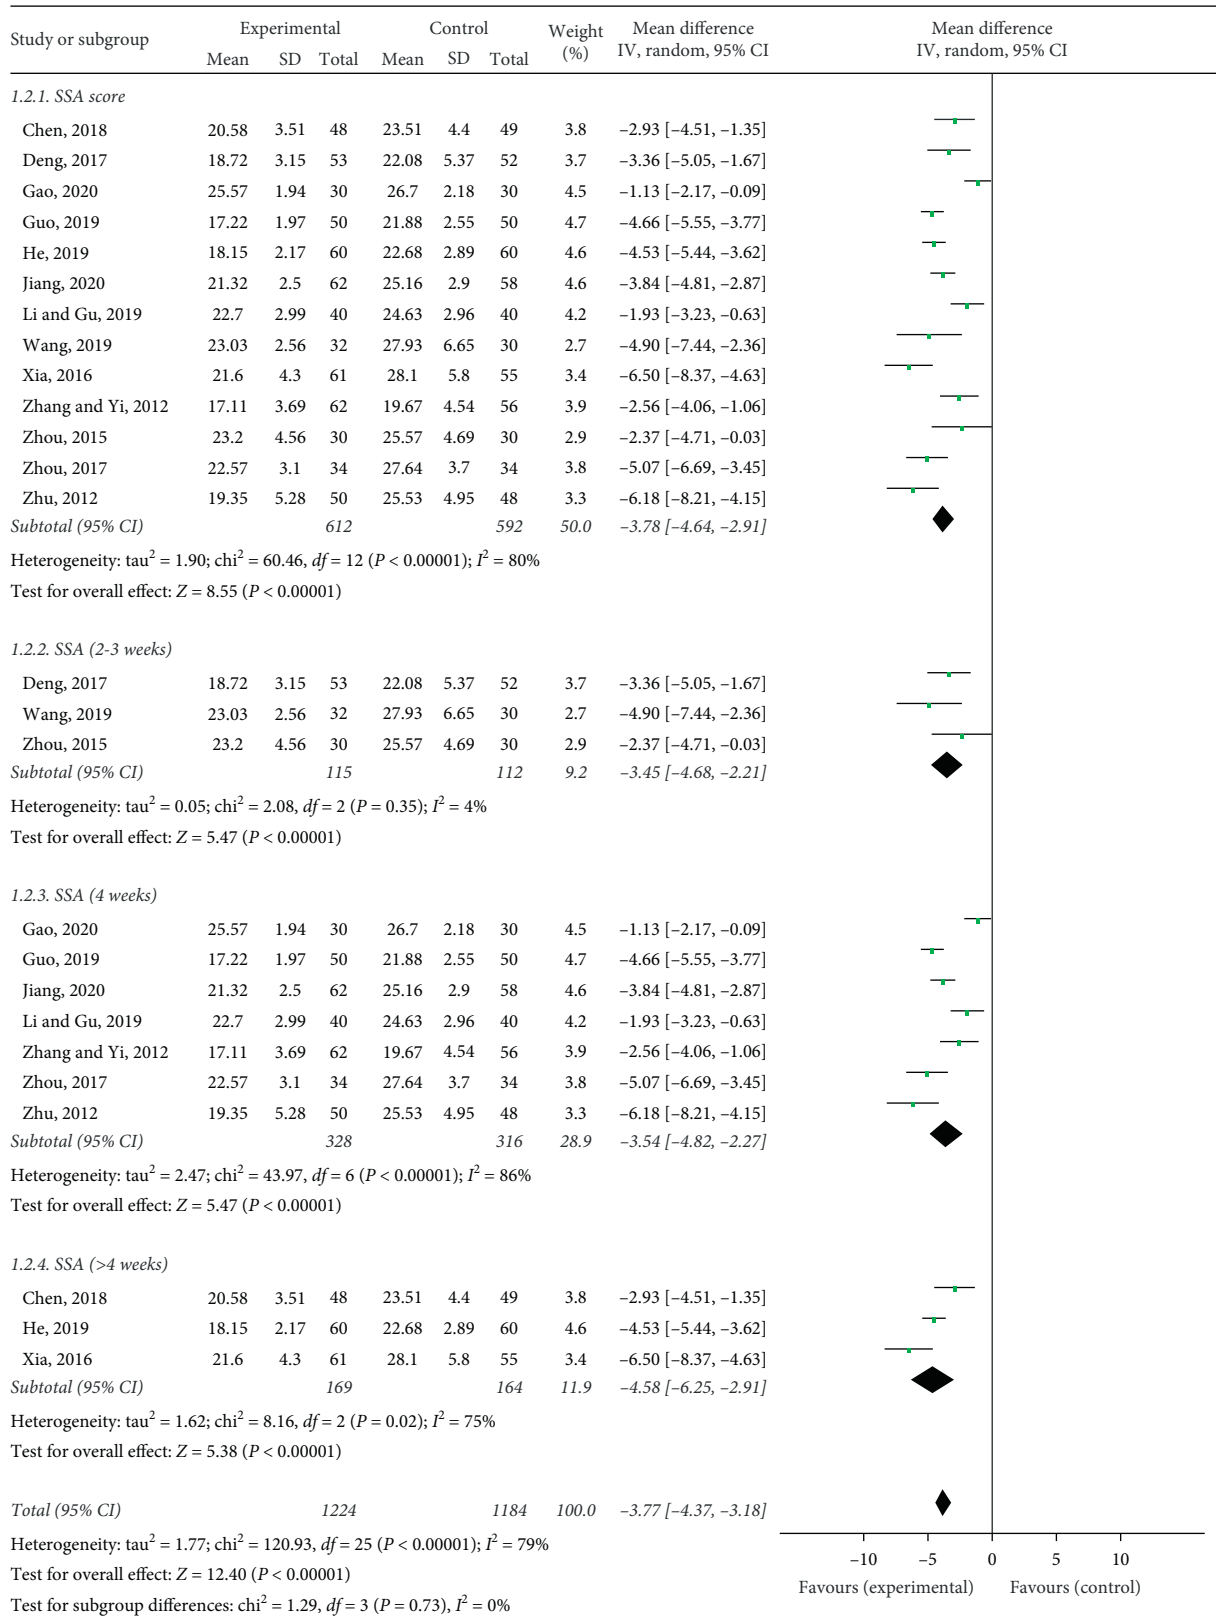 Study or subgroup Experimental Control Weight (%) Mean difference IV, random, 95% CI Mean difference IV, random, 95% CI
Mean SD Total Mean SD Total
1.2.1. SSA score
Chen, 2018 20.58 3.51 48 23.51 4.4 49 3.8 −2.93 [−4.51, −1.35]
Deng, 2017 18.72 3.15 53 22.08 5.37 52 3.7 −3.36 [−5.05, −1.67]
Gao, 2020 25.57 1.94 30 26.7 2.18 30 4.5 −1.13 [−2.17, −0.09]
Guo, 2019 17.22 1.97 50 21.88 2.55 50 4.7 −4.66 [−5.55, −3.77]
He, 2019 18.15 2.17 60 22.68 2.89 60 4.6 −4.53 [−5.44, −3.62]
Jiang, 2020 21.32 2.5 62 25.16 2.9 58 4.6 −3.84 [−4.81, −2.87]
Li and Gu, 2019 22.7 2.99 40 24.63 2.96 40 4.2 −1.93 [−3.23, −0.63]
Wang, 2019 23.03 2.56 32 27.93 6.65 30 2.7 −4.90 [−7.44, −2.36]
Xia, 2016 21.6 4.3 61 28.1 5.8 55 3.4 −6.50 [−8.37, −4.63]
Zhang and Yi, 2012 17.11 3.69 62 19.67 4.54 56 3.9 −2.56 [−4.06, −1.06]
Zhou, 2015 23.2 4.56 30 25.57 4.69 30 2.9 −2.37 [−4.71, −0.03]
Zhou, 2017 22.57 3.1 34 27.64 3.7 34 3.8 −5.07 [−6.69, −3.45]
Zhu, 2012 19.35 5.28 50 25.53 4.95 48 3.3 −6.18 [−8.21, −4.15]
Subtotal (95% CI) 612 592 50.0 −3.78 [−4.64, −2.91]
Heterogeneity: tau² = 1.90; chi² = 60.46, df = 12 (P < 0.00001); I² = 80%
Test for overall effect: Z = 8.55 (P < 0.00001)
1.2.2. SSA (2-3 weeks)
Deng, 2017 18.72 3.15 53 22.08 5.37 52 3.7 −3.36 [−5.05, −1.67]
Wang, 2019 23.03 2.56 32 27.93 6.65 30 2.7 −4.90 [−7.44, −2.36]
Zhou, 2015 23.2 4.56 30 25.57 4.69 30 2.9 −2.37 [−4.71, −0.03]
Subtotal (95% CI) 115 112 9.2 −3.45 [−4.68, −2.21]
Heterogeneity: tau² = 0.05; chi² = 2.08, df = 2 (P = 0.35); I² = 4%
Test for overall effect: Z = 5.47 (P < 0.00001)
1.2.3. SSA (4 weeks)
Gao, 2020 25.57 1.94 30 26.7 2.18 30 4.5 −1.13 [−2.17, −0.09]
Guo, 2019 17.22 1.97 50 21.88 2.55 50 4.7 −4.66 [−5.55, −3.77]
Jiang, 2020 21.32 2.5 62 25.16 2.9 58 4.6 −3.84 [−4.81, −2.87]
Li and Gu, 2019 22.7 2.99 40 24.63 2.96 40 4.2 −1.93 [−3.23, −0.63]
Zhang and Yi, 2012 17.11 3.69 62 19.67 4.54 56 3.9 −2.56 [−4.06, −1.06]
Zhou, 2017 22.57 3.1 34 27.64 3.7 34 3.8 −5.07 [−6.69, −3.45]
Zhu, 2012 19.35 5.28 50 25.53 4.95 48 3.3 −6.18 [−8.21, −4.15]
Subtotal (95% CI) 328 316 28.9 −3.54 [−4.82, −2.27]
Heterogeneity: tau² = 2.47; chi² = 43.97, df = 6 (P < 0.00001); I² = 86%
Test for overall effect: Z = 5.47 (P < 0.00001)
1.2.4. SSA (>4 weeks)
Chen, 2018 20.58 3.51 48 23.51 4.4 49 3.8 −2.93 [−4.51, −1.35]
He, 2019 18.15 2.17 60 22.68 2.89 60 4.6 −4.53 [−5.44, −3.62]
Xia, 2016 21.6 4.3 61 28.1 5.8 55 3.4 −6.50 [−8.37, −4.63]
Subtotal (95% CI) 169 164 11.9 −4.58 [−6.25, −2.91]
Heterogeneity: tau² = 1.62; chi² = 8.16, df = 2 (P = 0.02); I² = 75%
Test for overall effect: Z = 5.38 (P < 0.00001)
Total (95% CI) 1224 1184 100.0 −3.77 [−4.37, −3.18]
Heterogeneity: tau² = 1.77; chi² = 120.93, df = 25 (P < 0.00001); I² = 79%
Test for overall effect: Z = 12.40 (P < 0.00001)
Test for subgroup differences: chi² = 1.29, df = 3 (P = 0.73), I² = 0%
−10 −5 0 5 10
Favours (experimental) Favours (control)